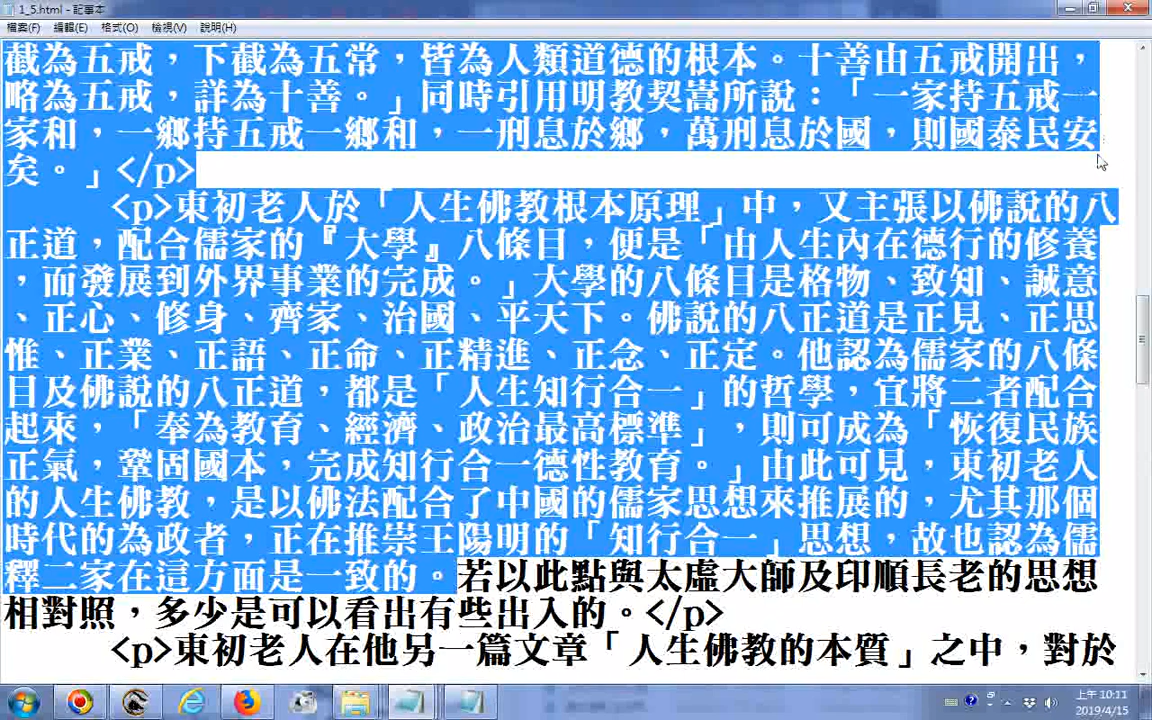 1_5.html - 記事本
檔案(F) 編輯(E) 格式(O) 檢視(V) 說明(H)
截為五戒，下截為五常，皆為人類道德的根本。十善由五戒開出，
略為五戒，詳為十善。」同時引用明教契嵩所說：「一家持五戒一
家和，一鄉持五戒一鄉和，一刑息於鄉，萬刑息於國，則國泰民安
矣。」</p>
<p>東初老人於「人生佛教根本原理」中，又主張以佛說的八
正道，配合儒家的『大學』八條目，便是「由人生內在德行的修養
，而發展到外界事業的完成。」大學的八條目是格物、致知、誠意
、正心、修身、齊家、治國、平天下。佛說的八正道是正見、正思
惟、正業、正語、正命、正精進、正念、正定。他認為儒家的八條
目及佛說的八正道，都是「人生知行合一」的哲學，宜將二者配合
起來，「奉為教育、經濟、政治最高標準」，則可成為「恢復民族
正氣，鞏固國本，完成知行合一德性教育。」由此可見，東初老人
的人生佛教，是以佛法配合了中國的儒家思想來推展的，尤其那個
時代的為政者，正在推崇王陽明的「知行合一」思想，故也認為儒
釋二家在這方面是一致的。若以此點與太虛大師及印順長老的思想
相對照，多少是可以看出有些出入的。</p>
<p>東初老人在他另一篇文章「人生佛教的本質」之中，對於
上午 10:11
2019/4/15